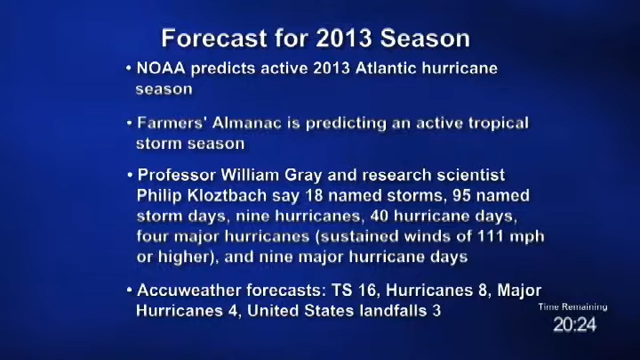 Forecast for 2013 Season
• NOAA predicts active 2013 Atlantic hurricane
season
• Farmers' Almanac is predicting an active tropical
storm season
• Professor William Gray and research scientist
Philip Kloztbach say 18 named storms, 95 named
storm days, nine hurricanes, 40 hurricane days,
four major hurricanes (sustained winds of 111 mph
or higher), and nine major hurricane days
• Accuweather forecasts: TS 16, Hurricanes 8, Major
Hurricanes 4, United States landfalls 3
Time Remaining
20:24